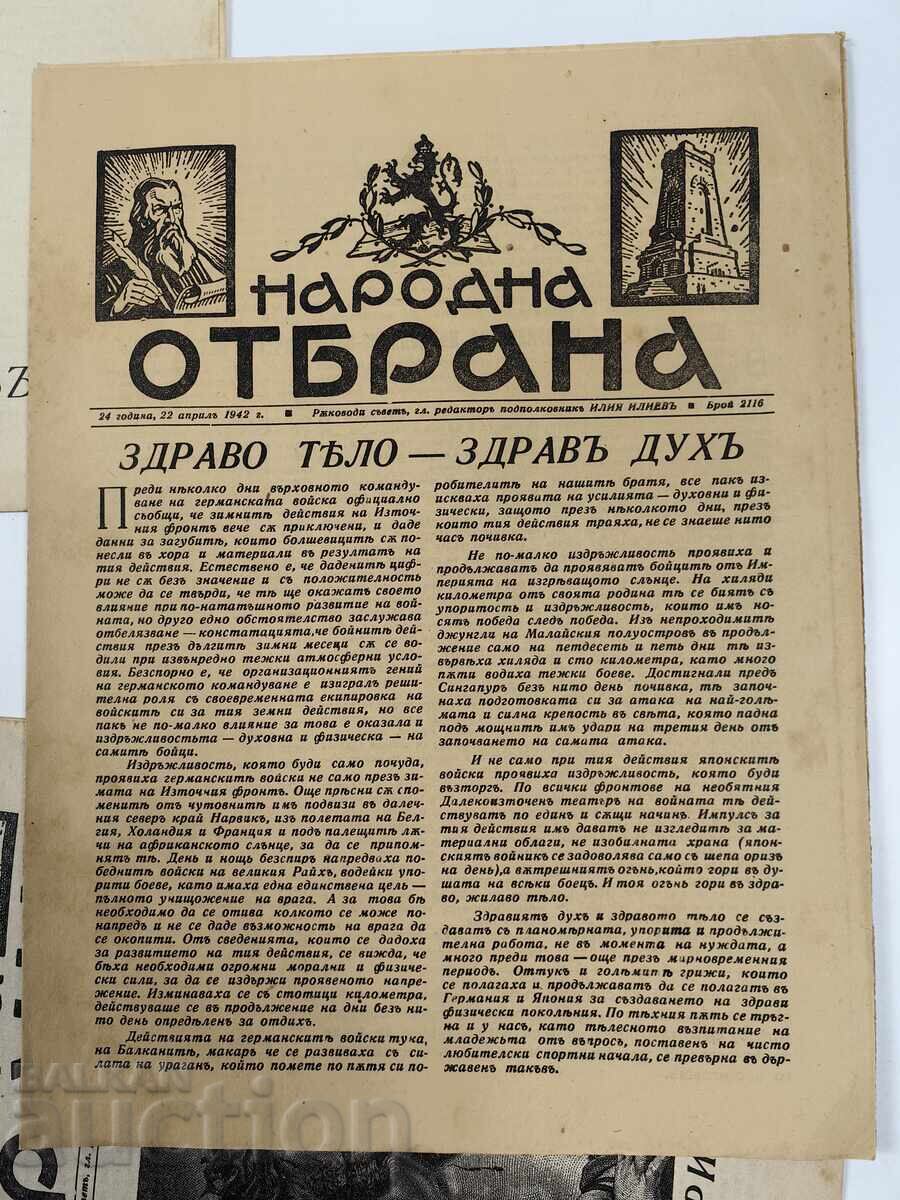 НАРОДНА
ОТБРАНА
24 година, 22 априлъ 1942 г. ■ Рѫководи съветъ, гл. редакторъ подполковникъ ИЛИЯ ИЛИЕВЪ ■ Брой 2116
ЗДРАВО ТѢЛО — ЗДРАВЪ ДУХЪ
Преди нѣколко дни върховното команду-
ване на германската войска официално
съобщи, че зимнитѣ действия на Източ-
ния фронтъ вече сѫ приключени, и даде
данни за загубитѣ, които болшевицитѣ сѫ по-
несли въ хора и материали въ резултатъ на
тия действия. Естествено е, че даденитѣ циф-
ри не сѫ безъ значение и съ положителность
може да се твърди, че тѣ ще окажатъ своето
влияние при по-нататъшното развитие на вой-
ната, но друго едно обстоятелство заслужава
отбелязване — констатацията, че бойнитѣ дей-
ствия презъ дългитѣ зимни месеци сѫ се во-
дили при извънредно тежки атмосферни усло-
вия. Безспорно е, че организационниятъ гений
на германското командуване е изигралъ реши-
телна роля съ своевременната екипировка на
войскитѣ си за тия земни действия, но все
пакъ не по-малко влияние за това е оказала и
издръжливостьта — духовна и физическа — на
самитѣ бойци.
Издръжливость, която буди само почуда,
проявиха германскитѣ войски не само презъ зи-
мата на Източния фронтъ. Още прѣсни сѫ спо-
менитѣ отъ чутовнитѣ имъ подвизи въ далеч-
ния северъ край Нарвикъ, изъ полетата на Бел-
гия, Холандия и Франция и подъ палещитѣ лѫ-
чи на африканското слънце, за да се припом-
нятъ тѣ. День и нощь безспиръ напредваха по-
беднитѣ войски на великия Райхъ, водейки упо-
рити боеве, като имаха една единствена цель —
пълното унищожение на врага. А за това бѣ
необходимо да се отива колкото се може по-
напредъ и не се даде възможность на врага да
се окопити. Отъ сведенията, които се дадоха
за развитието на тия действия, се вижда, че
бѣха необходими огромни морални и физиче-
ски сили, за да се издържи проявеното напре-
жение. Изминаваха се съ стотици километра,
действуваше се въ продължение на дни безъ ни-
то день опредѣленъ за отдихъ.
Действията на германскитѣ войски тука,
на Балканитѣ, макаръ че се развиваха съ си-
лата на ураганъ, който помете по пѫтя си по-
робителитѣ на нашитѣ братя, все пакъ из-
искваха проявата на усилията — духовни и фи-
зически, защото презъ нѣколкото дни, презъ
които тия действия траяха, не се знаеше нито
часъ почивка.
Не по-малко издръжливость проявиха и
продължаватъ да проявяватъ бойцитѣ отъ Им-
перията на изгрѣващото слънце. На хиляди
километра отъ своята родина тѣ се биятъ съ
упоритость и издръжливость, които имъ но-
сятъ победа следъ победа. Изъ непроходимитѣ
джунгли на Малайския полуостровъ въ продъл-
жение само на петдесеть и петь дни тѣ из-
вървѣха хиляда и сто километра, като много
пѫти водиха тежки боеве. Достигнали предъ
Сингапуръ безъ нито день почивка, тѣ започ-
наха подготовката си за атака на най-голѣ-
мата и силна крепость въ свѣта, която падна
подъ мощнитѣ имъ удари на третия день отъ
започването на самата атака.
И не само при тия действия японскитѣ
войски проявиха издръжливость, която буди
възторгъ. По всички фронтове на необятния
Далекоизточенъ театъръ на войната тѣ дей-
ствуватъ по единъ и сѫщи начинъ. Импулсъ за
тия действия имъ даватъ не изгледитѣ за ма-
териални облаги, не изобилната храна (япон-
скиятъ войникъ се задоволява само съ шепа оризъ
на день), а вѫтрешниятъ огънь, който гори въ ду-
шата на всѣки боецъ. И тоя огънь гори въ здра-
во, жилаво тѣло.
Здравиятъ духъ и здравото тѣло се съз-
даватъ съ планомѣрната, упорита и продължи-
телна работа, не въ момента на нуждата, а
много преди това — още презъ мирновременния
периодъ. Оттукъ и голѣмитѣ грижи, които
се полагаха и продължаватъ да се полагатъ въ
Германия и Япония за създаването на здрави
физически поколѣния. По тѣхния пѫть се тръг-
на и у насъ, като тѣлесното възпитание на
младежьта отъ въпросъ, поставенъ на чисто
любителски спортни начала, се превърна въ дър-
жавенъ такъвъ.
auction